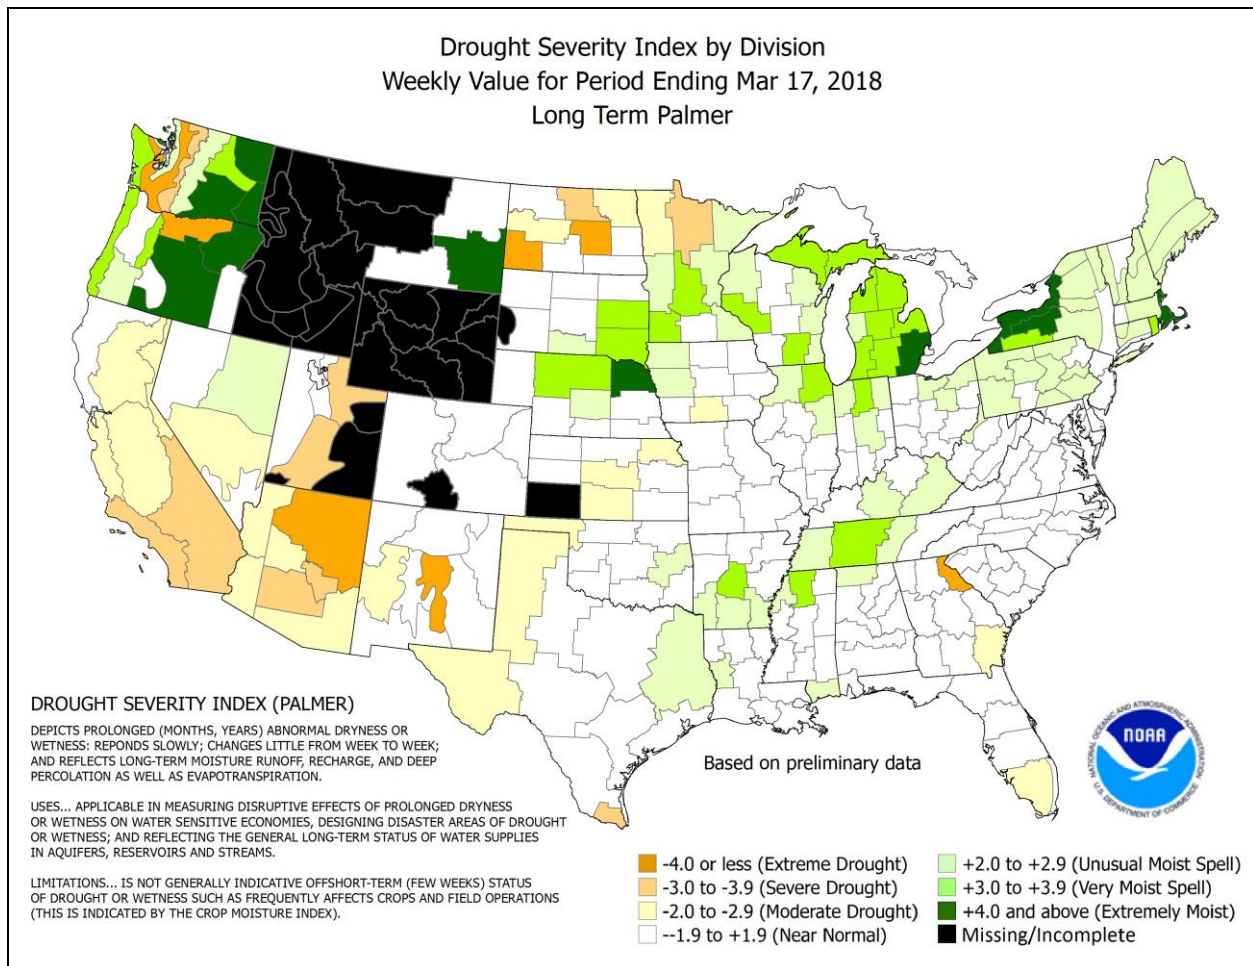 Drought Severity Index by Division
Weekly Value for Period Ending Mar 17, 2018
Long Term Palmer
DROUGHT SEVERITY INDEX (PALMER)
DEPICTS PROLONGED (MONTHS, YEARS) ABNORMAL DRYNESS OR
WETNESS: REPONDS SLOWLY; CHANGES LITTLE FROM WEEK TO WEEK;
AND REFLECTS LONG-TERM MOISTURE RUNOFF, RECHARGE, AND DEEP
PERCOLATION AS WELL AS EVAPOTRANSPIRATION.
USES... APPLICABLE IN MEASURING DISRUPTIVE EFFECTS OF PROLONGED DRYNESS
OR WETNESS ON WATER SENSITIVE ECONOMIES, DESIGNING DISASTER AREAS OF DROUGHT
OR WETNESS; AND REFLECTING THE GENERAL LONG-TERM STATUS OF WATER SUPPLIES
IN AQUIFERS, RESERVOIRS AND STREAMS.
LIMITATIONS... IS NOT GENERALLY INDICATIVE OFFSHORT-TERM (FEW WEEKS) STATUS
OF DROUGHT OR WETNESS SUCH AS FREQUENTLY AFFECTS CROPS AND FIELD OPERATIONS
(THIS IS INDICATED BY THE CROP MOISTURE INDEX).
Based on preliminary data
NATIONAL OCEANIC AND ATMOSPHERIC ADMINISTRATION
NOAA
U.S. DEPARTMENT OF COMMERCE
-4.0 or less (Extreme Drought)
-3.0 to -3.9 (Severe Drought)
-2.0 to -2.9 (Moderate Drought)
--1.9 to +1.9 (Near Normal)
+2.0 to +2.9 (Unusual Moist Spell)
+3.0 to +3.9 (Very Moist Spell)
+4.0 and above (Extremely Moist)
Missing/Incomplete